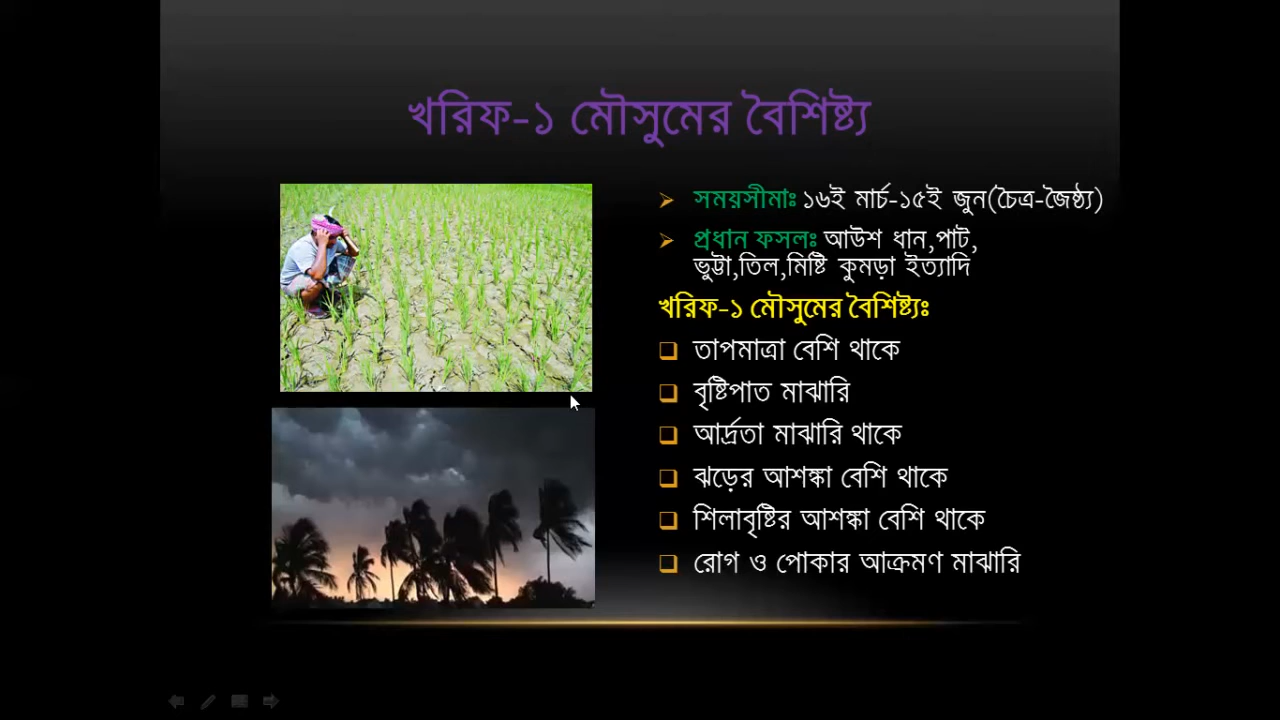 খরিফ-১ মৌসুমের বৈশিষ্ট্য
সময়সীমাঃ ১৬ই মার্চ-১৫ই জুন(চৈত্র-জৈষ্ঠ্য)
প্রধান ফসলঃ আউশ ধান,পাট,
ভুট্টা,তিল,মিষ্টি কুমড়া ইত্যাদি
খরিফ-১ মৌসুমের বৈশিষ্ট্যঃ
তাপমাত্রা বেশি থাকে
বৃষ্টিপাত মাঝারি
আর্দ্রতা মাঝারি থাকে
ঝড়ের আশঙ্কা বেশি থাকে
শিলাবৃষ্টির আশঙ্কা বেশি থাকে
রোগ ও পোকার আক্রমণ মাঝারি